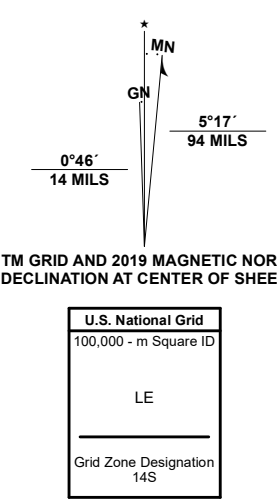 ★
MN
GN
5°17´
94 MILS
0°46´
14 MILS
TM GRID AND 2019 MAGNETIC NOR
DECLINATION AT CENTER OF SHEE
U.S. National Grid
100,000 - m Square ID
LE
Grid Zone Designation
14S